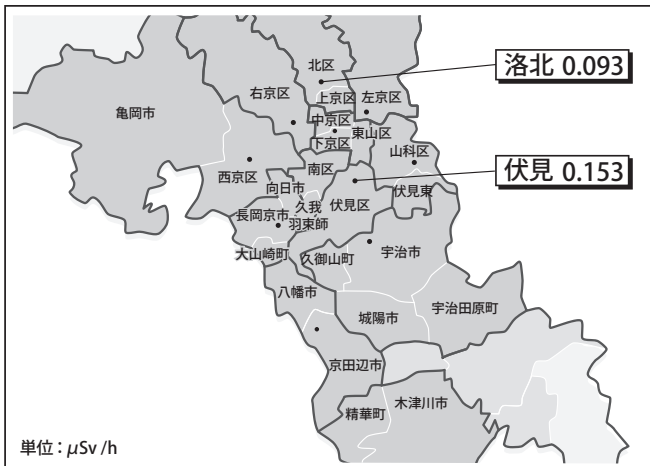 北区
洛北 0.093
右京区
上京区
左京区
亀岡市
中京区
東山区
下京区
山科区
南区
伏見 0.153
西京区
向日市
伏見東
久我
羽束師
伏見区
長岡京市
大山崎町
久御山町
宇治市
八幡市
宇治田原町
城陽市
京田辺市
精華町
木津川市
単位：μSv /h